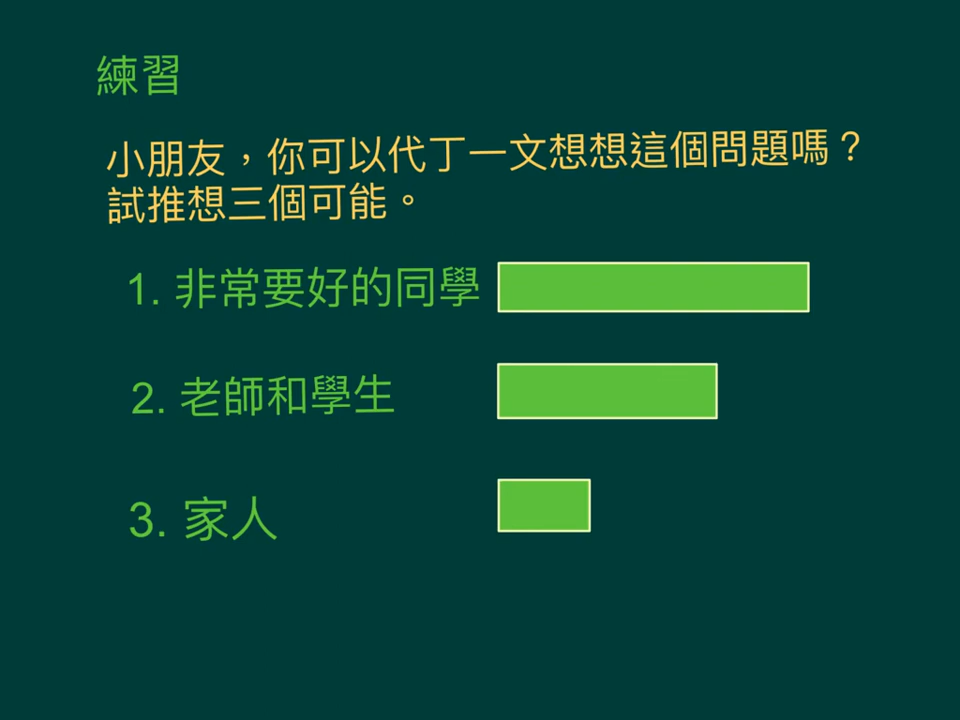 練習
小朋友，你可以代丁一文想想這個問題嗎？
試推想三個可能。
1. 非常要好的同學
2. 老師和學生
3. 家人